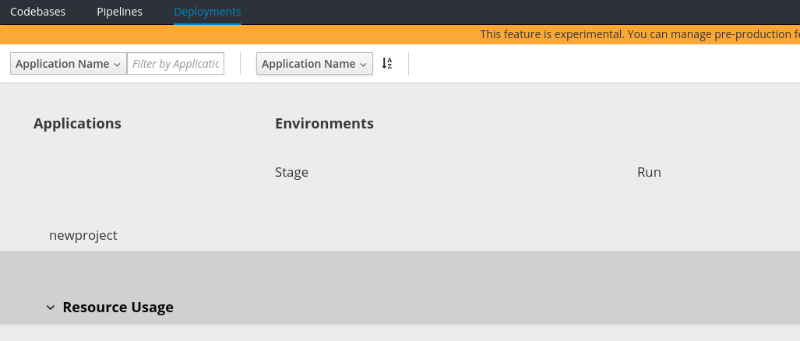 Codebases Pipelines Deployments
This feature is experimental. You can manage pre-production
Application Name Filter by Applicatic Application Name
Applications Environments
Stage Run
newproject
Resource Usage